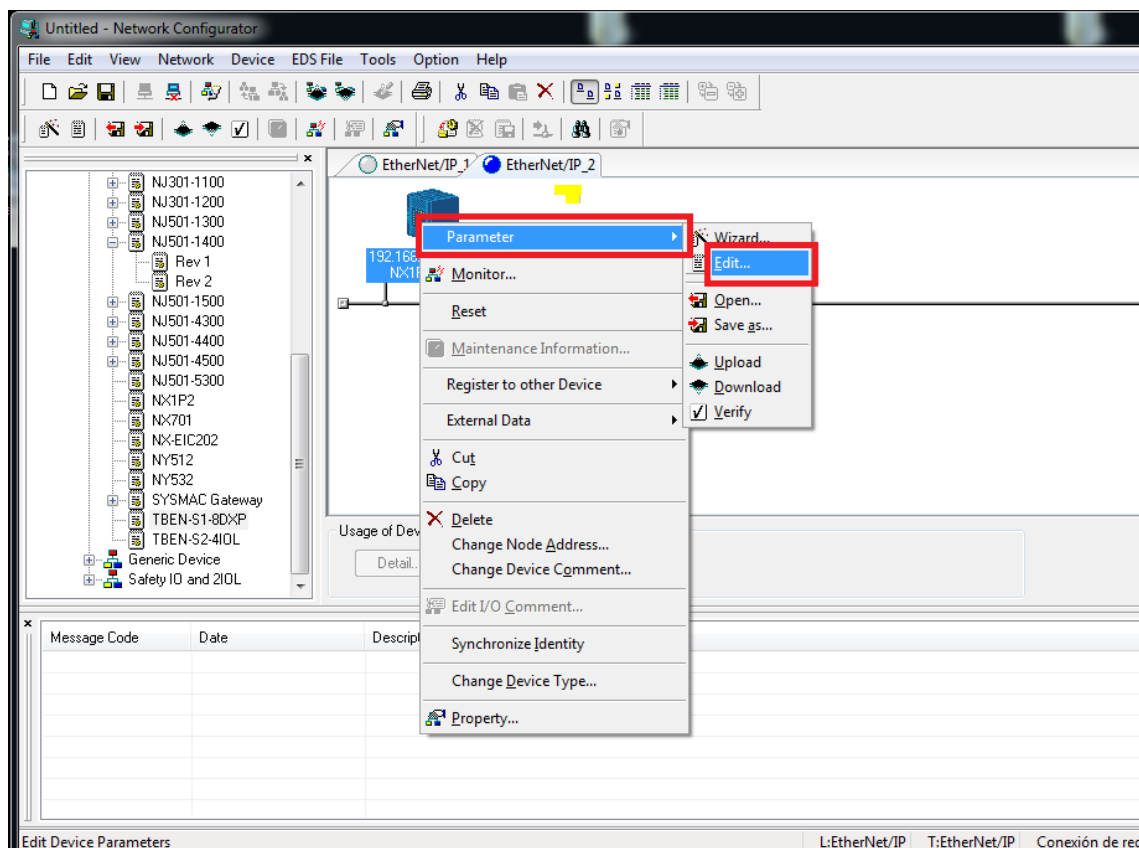 Untitled - Network Configurator
File Edit View Network Device EDS File Tools Option Help
EtherNet/IP_1
EtherNet/IP_2
NJ301-1100
NJ301-1200
NJ501-1300
NJ501-1400
Rev 1
Rev 2
NJ501-1500
NJ501-4300
NJ501-4400
NJ501-4500
NJ501-5300
NX1P2
NX701
NX-EIC202
NY512
NY532
SYSMAC Gateway
TBEN-S1-8DXP
TBEN-S2-4IOL
Generic Device
Safety IO and 2IOL
192.168
NX1P
Parameter
Monitor...
Reset
Maintenance Information...
Register to other Device
External Data
Cut
Copy
Delete
Change Node Address...
Change Device Comment...
Edit I/O Comment...
Synchronize Identity
Change Device Type...
Property...
Wizard...
Edit...
Open...
Save as...
Upload
Download
Verify
Usage of Dev
Detail..
Message Code Date Descript
Edit Device Parameters
L:EtherNet/IP T:EtherNet/IP Conexión de red